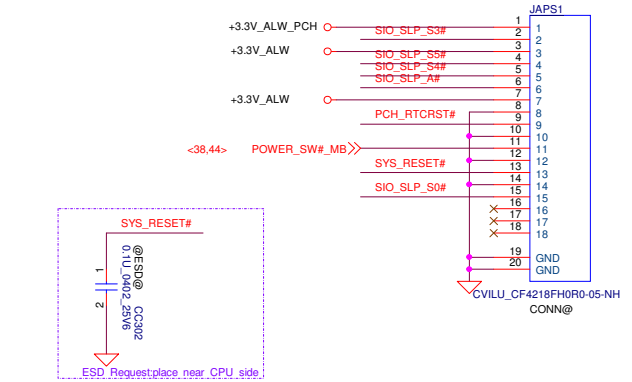 JAPS1
+3.3V_ALW_PCH 1 1
SIO_SLP_S3# 2 2
+3.3V_ALW 3 3
SIO_SLP_S5# 4 4
SIO_SLP_S4# 5 5
SIO_SLP_A# 6 6
+3.3V_ALW 7 7
8 8
PCH_RTCRST# 9 9
10 10
<38,44> POWER_SW#_MB 11 11
12 12
SYS_RESET# 13 13
14 14
SIO_SLP_S0# 15 15
16 16
17 17
18 18
19 GND
20 GND
CVILU_CF4218FH0R0-05-NH
CONN@
SYS_RESET#
1
2
@ESD@ CC302
0.1U_0402_25V6
ESD Request:place near CPU side